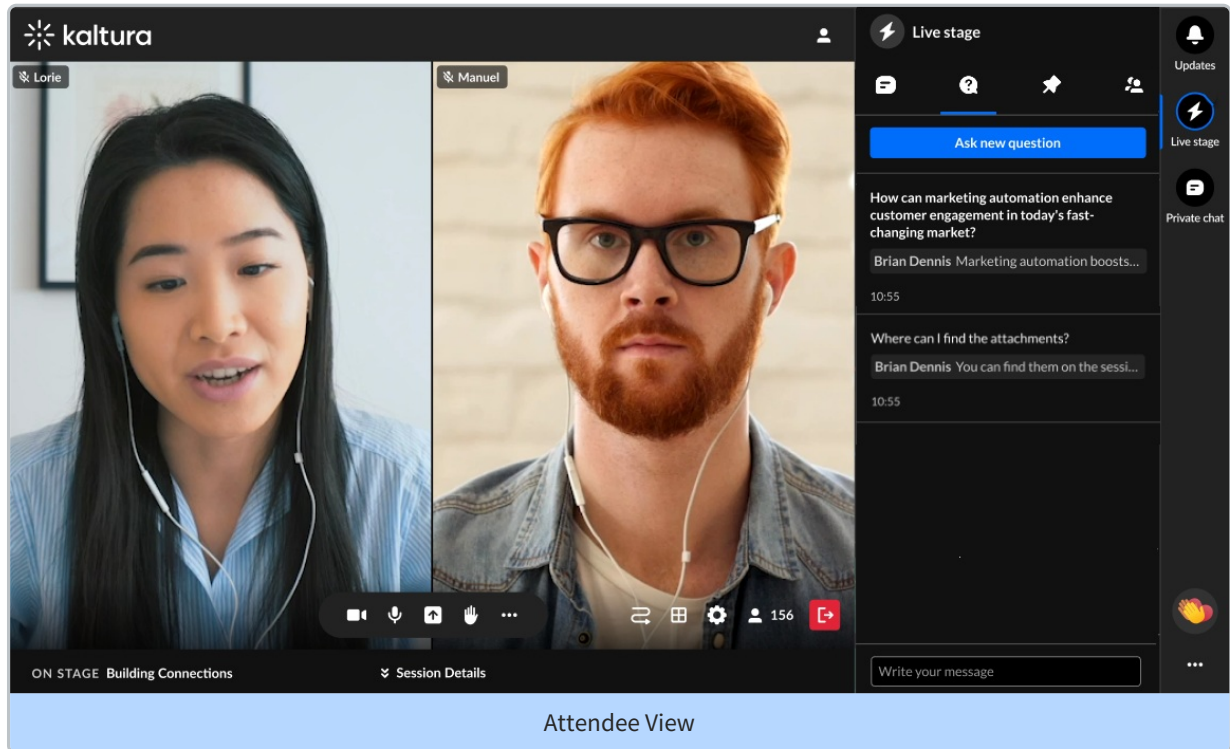 kaltura
Lorie
Manuel
156
ON STAGE Building Connections
Session Details
Live stage
Ask new question
How can marketing automation enhance
customer engagement in today's fast-
changing market?
Brian Dennis Marketing automation boosts...
10:55
Where can I find the attachments?
Brian Dennis You can find them on the sessi...
10:55
Write your message
Updates
Live stage
Private chat
Attendee View